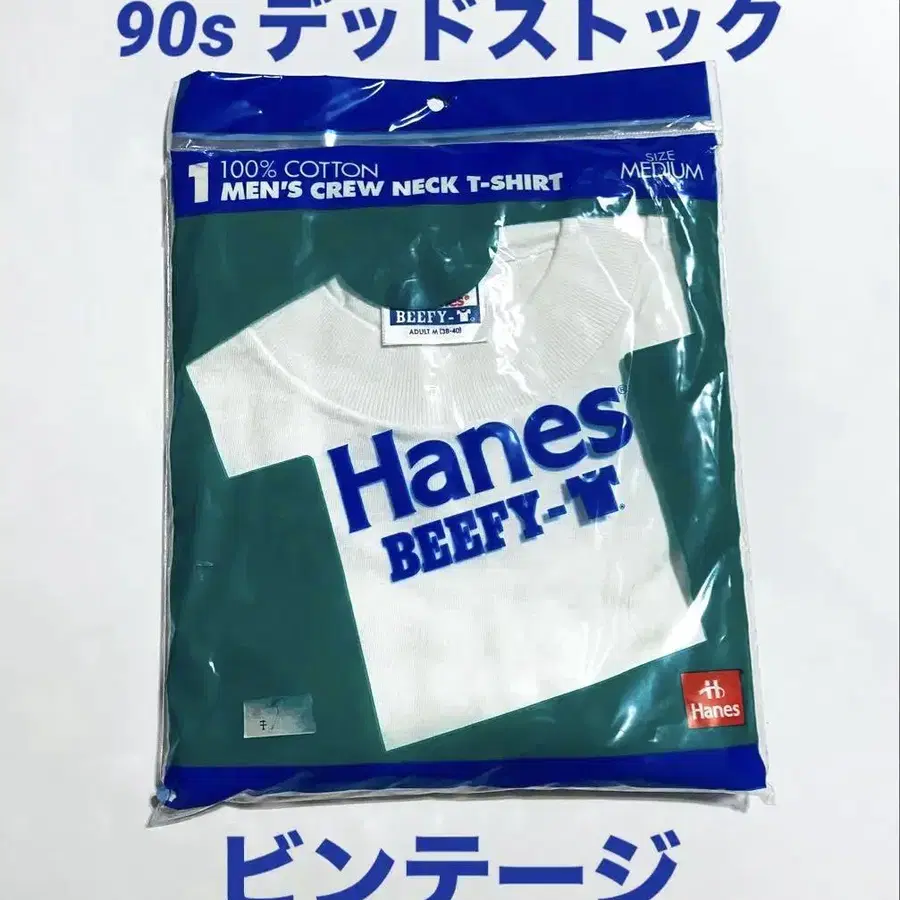 90s デッドストック
1 100% COTTON
MEN'S CREW NECK T-SHIRT
SIZE
MEDIUM
BEEFY-
ADULT M (38-40)
Hanes®
BEEFY-
Hanes
ビンテージ